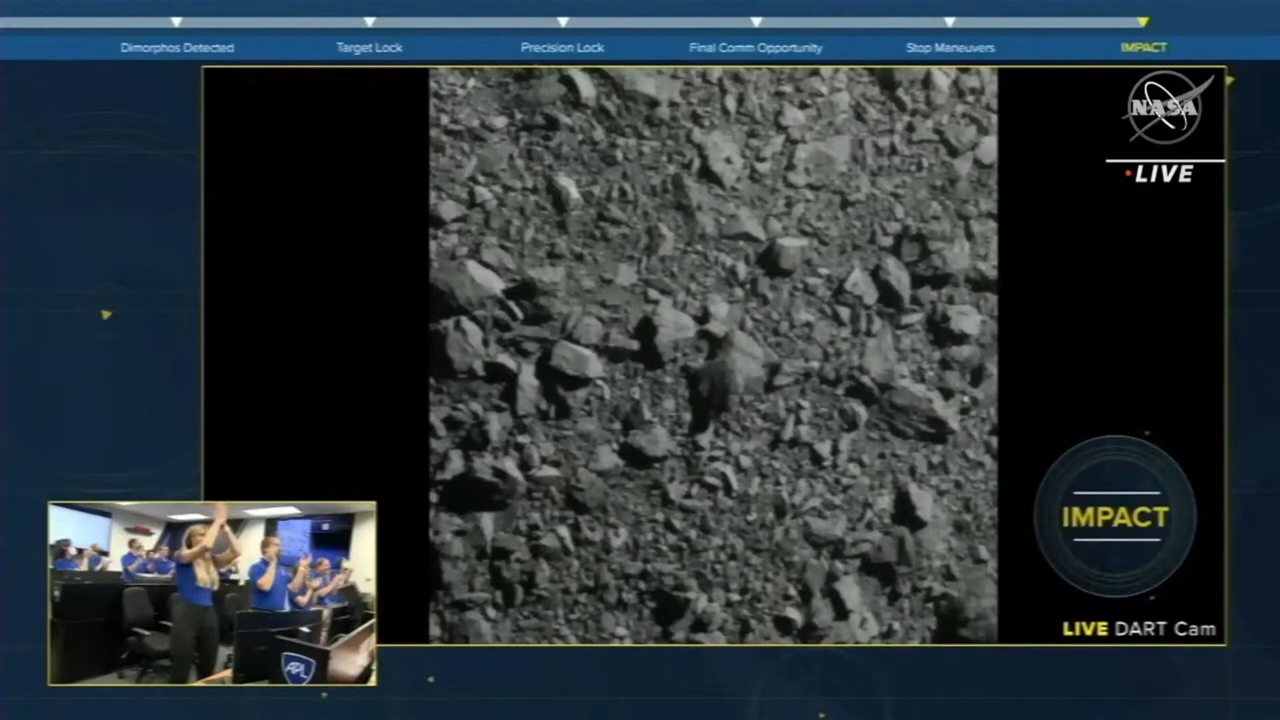 Dimorphos Detected
Target Lock
Precision Lock
Final Comm Opportunity
Stop Maneuvers
IMPACT
NASA
LIVE
IMPACT
LIVE DART Cam
APL